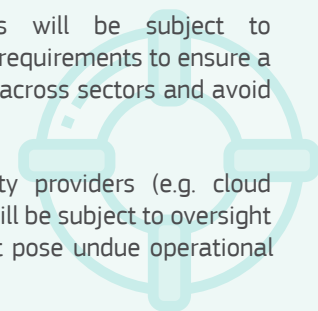 s will be subject to
requirements to ensure a
across sectors and avoid
ty providers (e.g. cloud
ill be subject to oversight
t pose undue operational